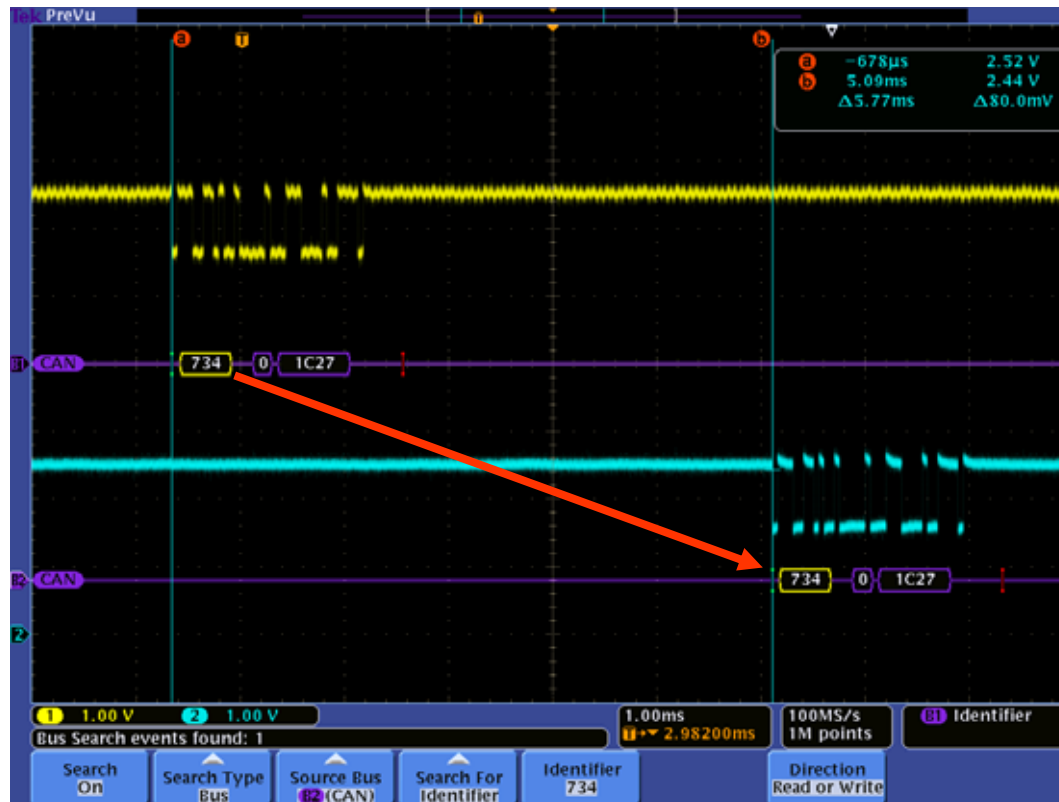 Tek PreVu
T
a
T
b
a -678µs 2.52 V
b 5.09ms 2.44 V
Δ5.77ms Δ80.0mV
B1 CAN
734 0 1C27
B2 CAN
734 0 1C27
2
1 1.00 V 2 1.00 V
1.00ms
T→▼ 2.98200ms
100MS/s
1M points
B1 Identifier
Bus Search events found: 1
Search
On
Search Type
Bus
Source Bus
B2 (CAN)
Search For
Identifier
Identifier
734
Direction
Read or Write